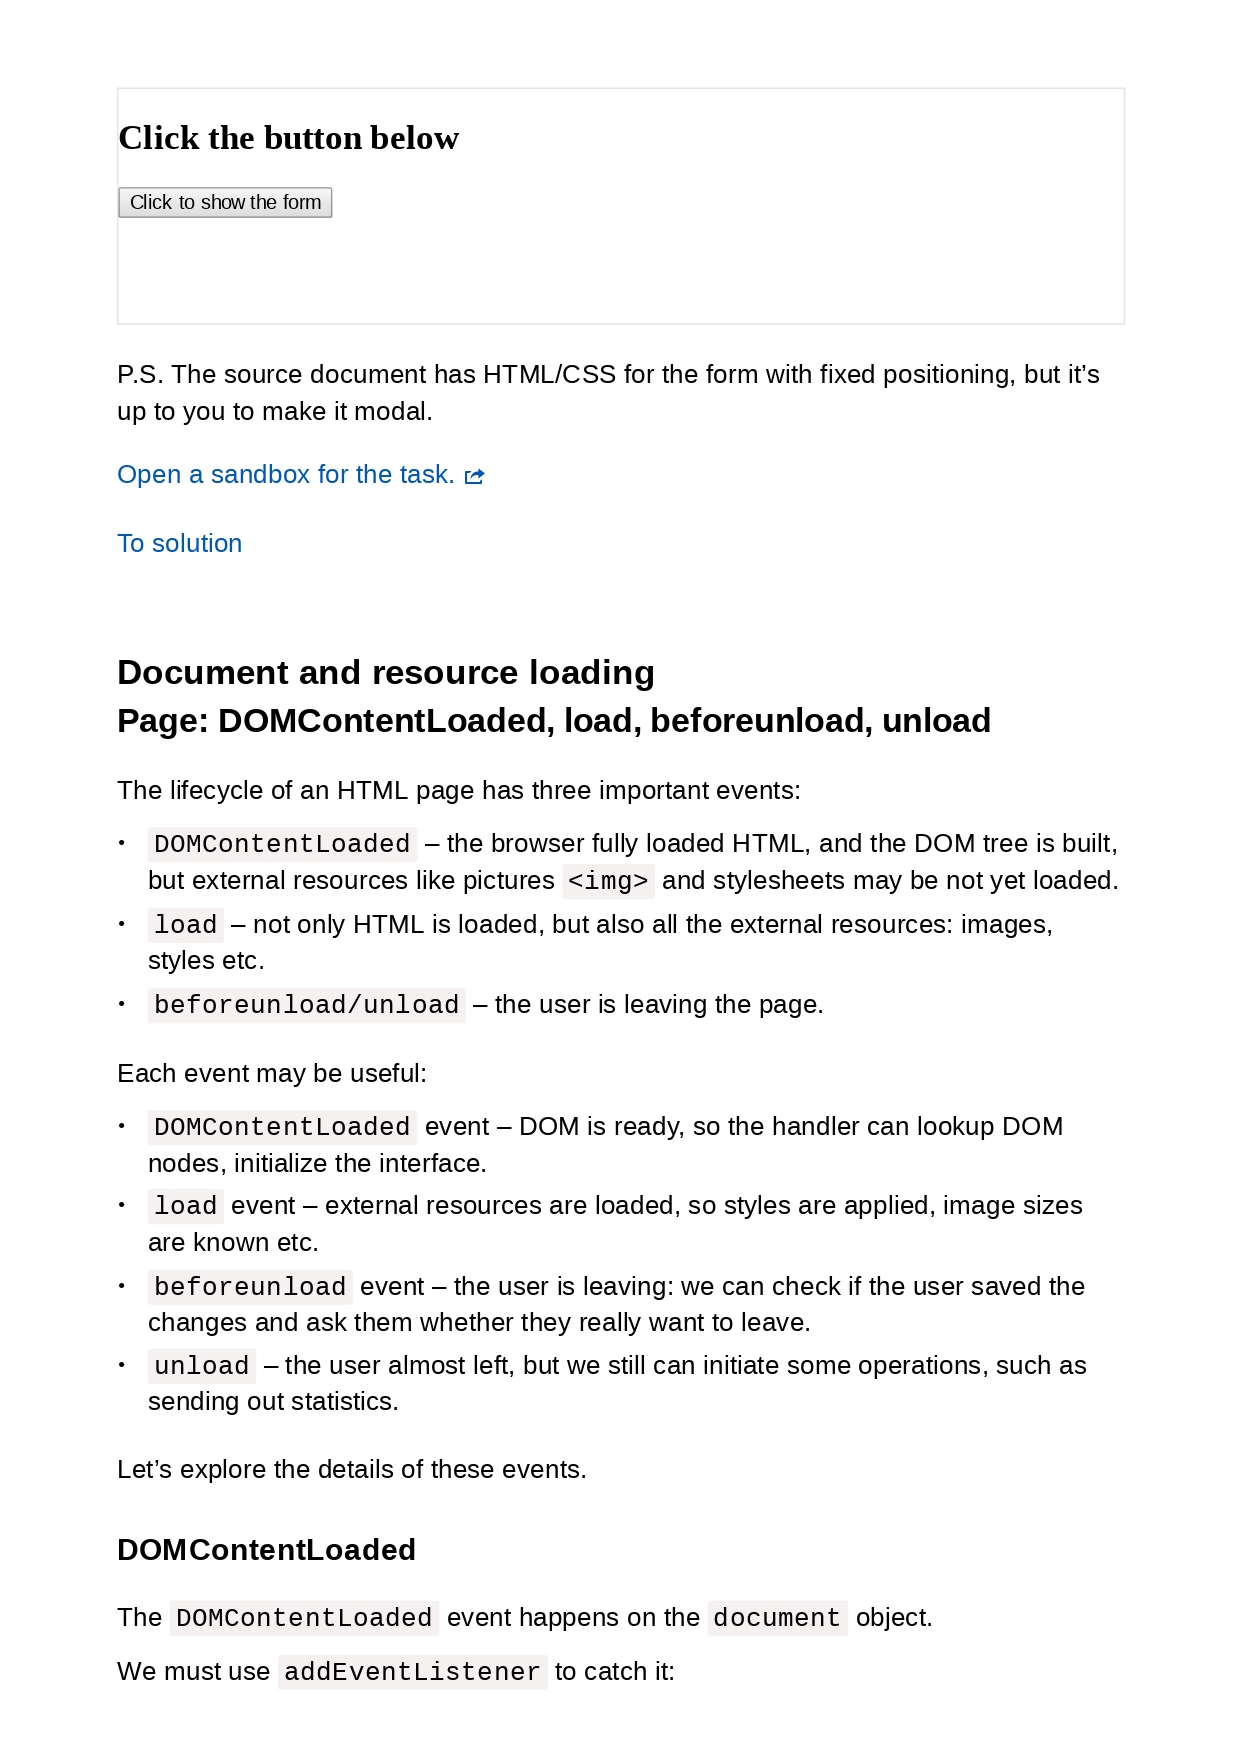 Click the button below
Click to show the form
P.S. The source document has HTML/CSS for the form with fixed positioning, but it’s
up to you to make it modal.
Open a sandbox for the task.
To solution
Document and resource loading
Page: DOMContentLoaded, load, beforeunload, unload
The lifecycle of an HTML page has three important events:
• DOMContentLoaded – the browser fully loaded HTML, and the DOM tree is built,
but external resources like pictures <img> and stylesheets may be not yet loaded.
• load – not only HTML is loaded, but also all the external resources: images,
styles etc.
• beforeunload/unload – the user is leaving the page.
Each event may be useful:
• DOMContentLoaded event – DOM is ready, so the handler can lookup DOM
nodes, initialize the interface.
• load event – external resources are loaded, so styles are applied, image sizes
are known etc.
• beforeunload event – the user is leaving: we can check if the user saved the
changes and ask them whether they really want to leave.
• unload – the user almost left, but we still can initiate some operations, such as
sending out statistics.
Let’s explore the details of these events.
DOMContentLoaded
The DOMContentLoaded event happens on the document object.
We must use addEventListener to catch it: